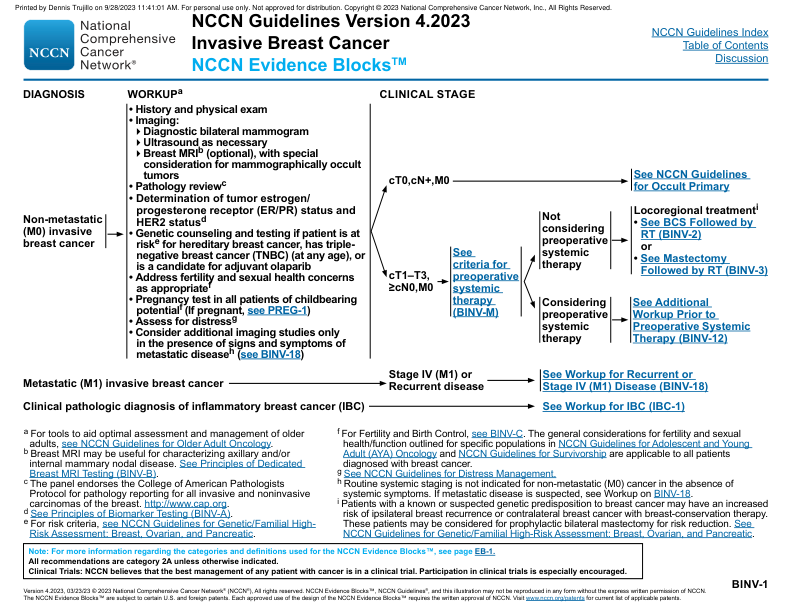 Printed by Dennis Trujillo on 9/28/2023 11:41:01 AM. For personal use only. Not approved for distribution. Copyright © 2023 National Comprehensive Cancer Network, Inc., All Rights Reserved.
NCCN
National
Comprehensive
Cancer
Network®
NCCN Guidelines Version 4.2023
Invasive Breast Cancer
NCCN Evidence Blocks™
NCCN Guidelines Index
Table of Contents
Discussion
DIAGNOSIS
WORKUPa
CLINICAL STAGE
Non-metastatic
(M0) invasive
breast cancer
• History and physical exam
• Imaging:
Diagnostic bilateral mammogram
Ultrasound as necessary
Breast MRIb (optional), with special
consideration for mammographically occult
tumors
• Pathology reviewc
• Determination of tumor estrogen/
progesterone receptor (ER/PR) status and
HER2 statusd
• Genetic counseling and testing if patient is at
riske for hereditary breast cancer, has triple-
negative breast cancer (TNBC) (at any age), or
is a candidate for adjuvant olaparib
• Address fertility and sexual health concerns
as appropriatef
• Pregnancy test in all patients of childbearing
potentialf (If pregnant, see PREG-1)
• Assess for distressg
• Consider additional imaging studies only
in the presence of signs and symptoms of
metastatic diseaseh (see BINV-18)
cT0,cN+,M0
See NCCN Guidelines
for Occult Primary
cT1–T3,
≥cN0,M0
See
criteria for
preoperative
systemic
therapy
(BINV-M)
Not
considering
preoperative
systemic
therapy
Locoregional treatmenti
• See BCS Followed by
RT (BINV-2)
or
• See Mastectomy
Followed by RT (BINV-3)
Considering
preoperative
systemic
therapy
See Additional
Workup Prior to
Preoperative Systemic
Therapy (BINV-12)
Metastatic (M1) invasive breast cancer
Stage IV (M1) or
Recurrent disease
See Workup for Recurrent or
Stage IV (M1) Disease (BINV-18)
Clinical pathologic diagnosis of inflammatory breast cancer (IBC)
See Workup for IBC (IBC-1)
a For tools to aid optimal assessment and management of older
adults, see NCCN Guidelines for Older Adult Oncology.
b Breast MRI may be useful for characterizing axillary and/or
internal mammary nodal disease. See Principles of Dedicated
Breast MRI Testing (BINV-B).
c The panel endorses the College of American Pathologists
Protocol for pathology reporting for all invasive and noninvasive
carcinomas of the breast. http://www.cap.org.
d See Principles of Biomarker Testing (BINV-A).
e For risk criteria, see NCCN Guidelines for Genetic/Familial High-
Risk Assessment: Breast, Ovarian, and Pancreatic.
f For Fertility and Birth Control, see BINV-C. The general considerations for fertility and sexual
health/function outlined for specific populations in NCCN Guidelines for Adolescent and Young
Adult (AYA) Oncology and NCCN Guidelines for Survivorship are applicable to all patients
diagnosed with breast cancer.
g See NCCN Guidelines for Distress Management.
h Routine systemic staging is not indicated for non-metastatic (M0) cancer in the absence of
systemic symptoms. If metastatic disease is suspected, see Workup on BINV-18.
i Patients with a known or suspected genetic predisposition to breast cancer may have an increased
risk of ipsilateral breast recurrence or contralateral breast cancer with breast-conservation therapy.
These patients may be considered for prophylactic bilateral mastectomy for risk reduction. See
NCCN Guidelines for Genetic/Familial High-Risk Assessment: Breast, Ovarian, and Pancreatic.
Note: For more information regarding the categories and definitions used for the NCCN Evidence Blocks™, see page EB-1.
All recommendations are category 2A unless otherwise indicated.
Clinical Trials: NCCN believes that the best management of any patient with cancer is in a clinical trial. Participation in clinical trials is especially encouraged.
BINV-1
Version 4.2023, 03/23/23 © 2023 National Comprehensive Cancer Network® (NCCN®), All rights reserved. NCCN Evidence Blocks™, NCCN Guidelines®, and this illustration may not be reproduced in any form without the express written permission of NCCN.
The NCCN Evidence Blocks™ are subject to certain U.S. and foreign patents. Each approved use of the design of the NCCN Evidence Blocks™ requires the written approval of NCCN. Visit www.nccn.org/patents for current list of applicable patents.